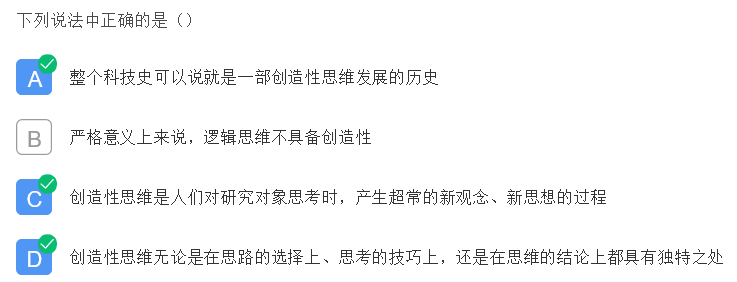 下列说法中正确的是（）
A 整个科技史可以说就是一部创造性思维发展的历史
B 严格意义上来说，逻辑思维不具备创造性
C 创造性思维是人们对研究对象思考时，产生超常的新观念、新思想的过程
D 创造性思维无论是在思路的选择上、思考的技巧上，还是在思维的结论上都具有独特之处